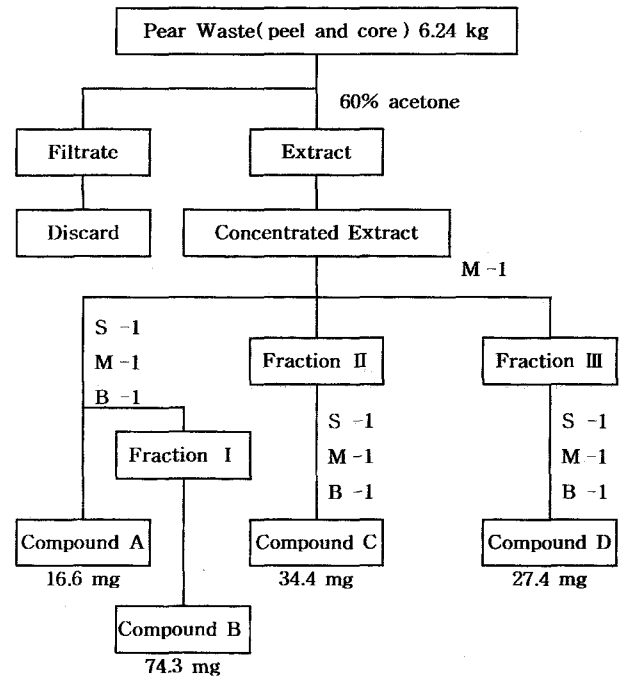 Pear Waste( peel and core ) 6.24 kg
60% acetone
Filtrate
Extract
Discard
Concentrated Extract
M -1
S -1
M -1
B -1
Fraction Ⅰ
Fraction Ⅱ
S -1
M -1
B -1
Fraction Ⅲ
S -1
M -1
B -1
Compound A
16.6 mg
Compound C
34.4 mg
Compound D
27.4 mg
Compound B
74.3 mg